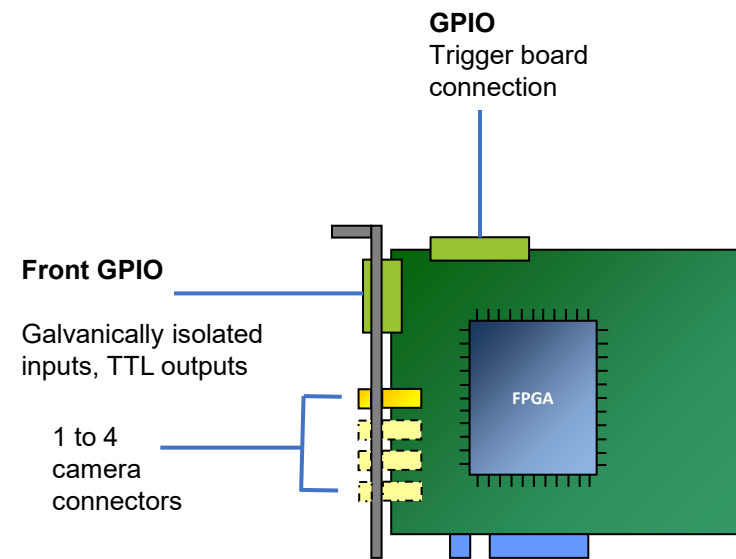 GPIO
Trigger board
connection
Front GPIO
Galvanically isolated
inputs, TTL outputs
FPGA
1 to 4
camera
connectors